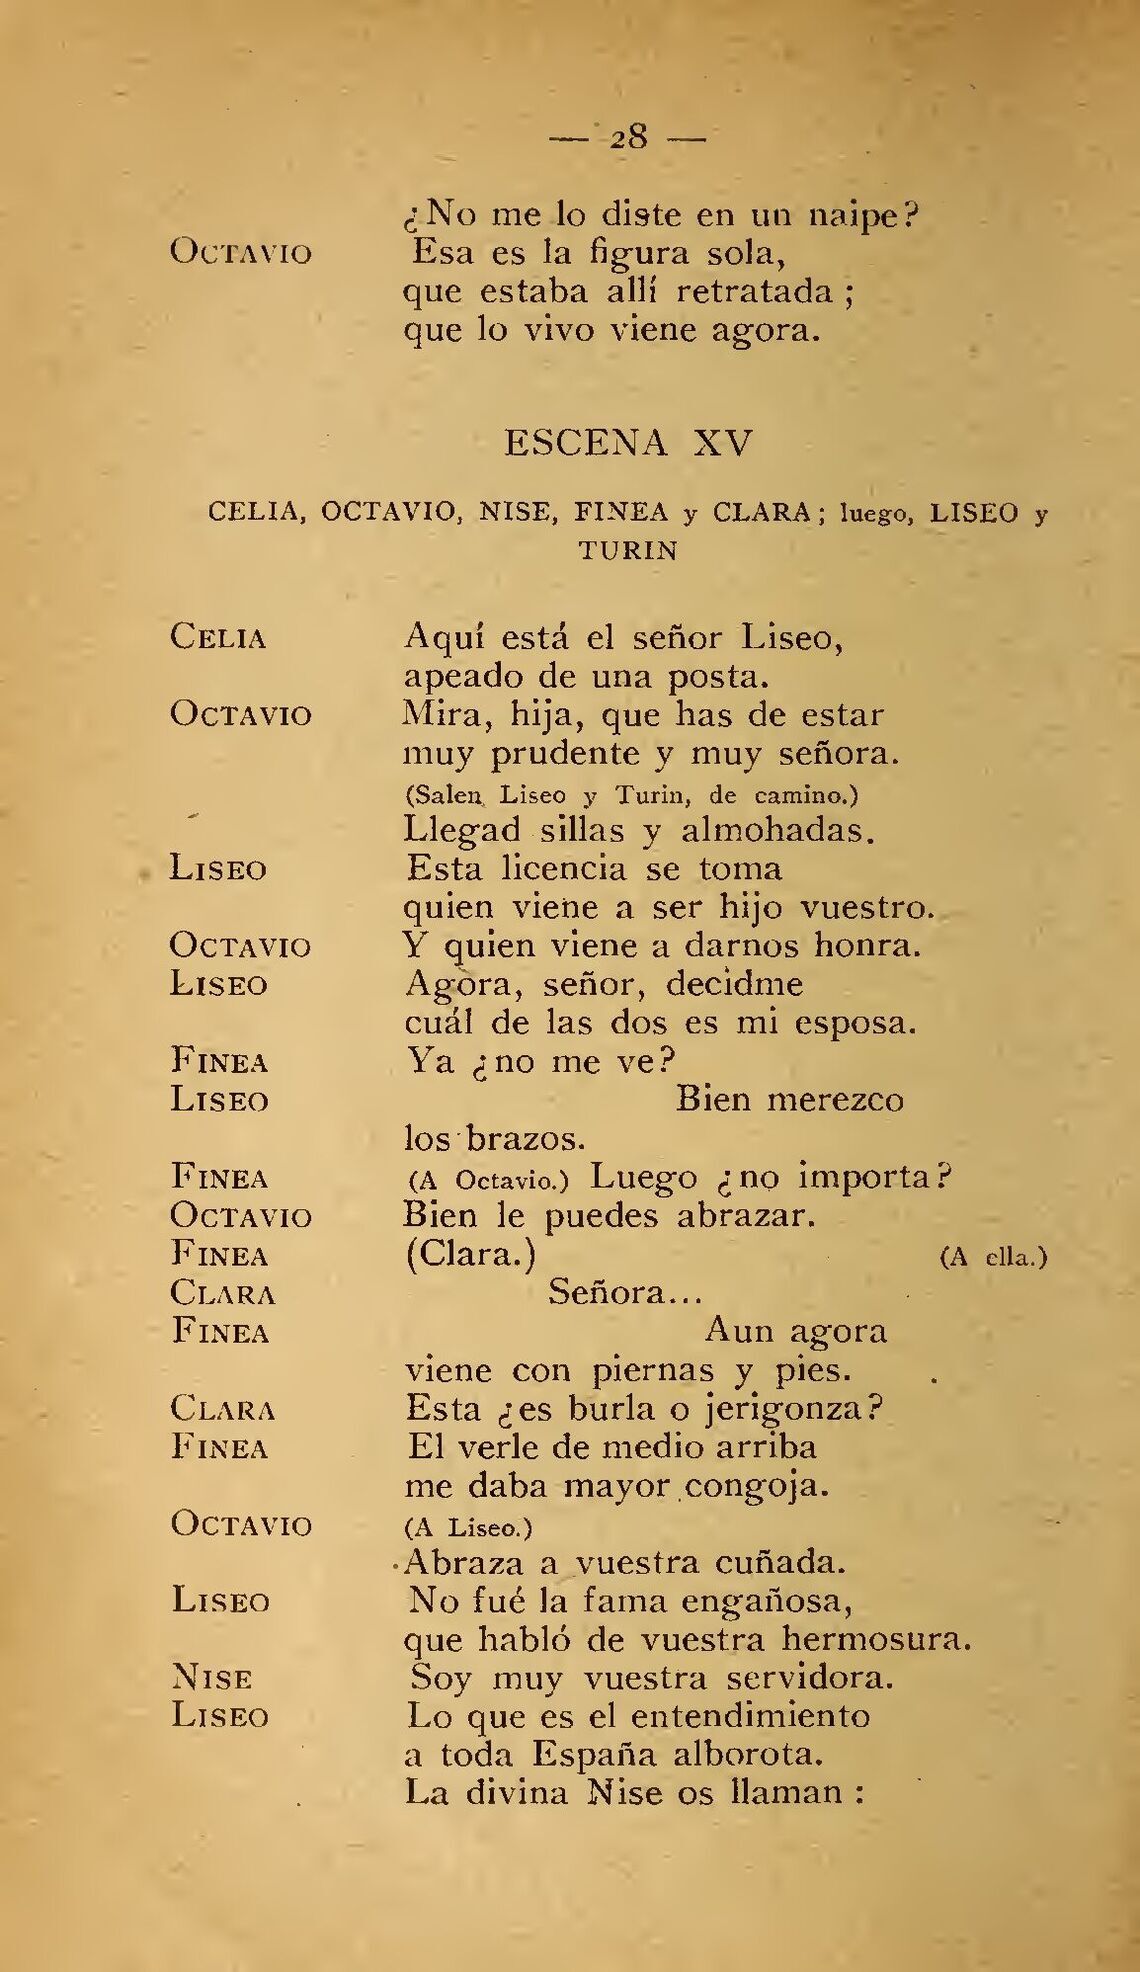 — 28 —
¿No me lo diste en un naipe?
OCTAVIO Esa es la figura sola,
que estaba allí retratada ;
que lo vivo viene agora.
ESCENA XV
CELIA, OCTAVIO, NISE, FINEA y CLARA ; luego, LISEO y
TURIN
CELIA Aquí está el señor Liseo,
apeado de una posta.
OCTAVIO Mira, hija, que has de estar
muy prudente y muy señora.
(Salen Liseo y Turin, de camino.)
Llegad sillas y almohadas.
LISEO Esta licencia se toma
quien viene a ser hijo vuestro.
OCTAVIO Y quien viene a darnos honra.
LISEO Agora, señor, decidme
cuál de las dos es mi esposa.
FINEA Ya ¿no me ve?
LISEO Bien merezco
los brazos.
FINEA (A Octavio.) Luego ¿no importa?
OCTAVIO Bien le puedes abrazar.
FINEA (Clara.) (A ella.)
CLARA Señora...
FINEA Aun agora
viene con piernas y pies.
CLARA Esta ¿es burla o jerigonza?
FINEA El verle de medio arriba
me daba mayor congoja.
OCTAVIO (A Liseo.)
Abraza a vuestra cuñada.
LISEO No fué la fama engañosa,
que habló de vuestra hermosura.
NISE Soy muy vuestra servidora.
LISEO Lo que es el entendimiento
a toda España alborota.
La divina Nise os llaman :